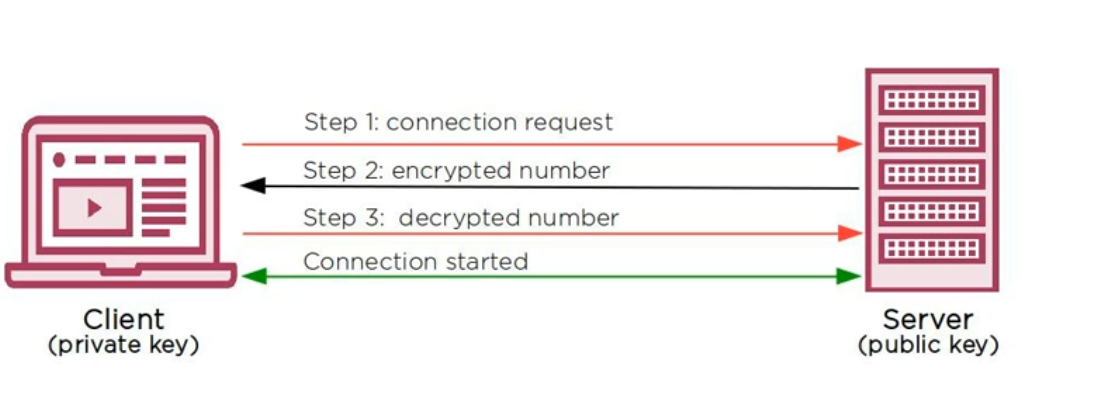 Step 1: connection request
Step 2: encrypted number
Step 3: decrypted number
Connection started
Client
(private key)
Server
(public key)